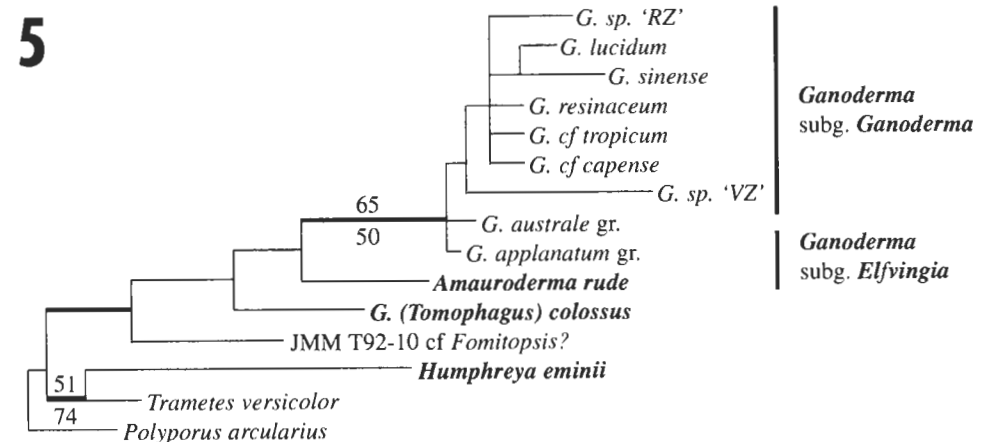 5
G. sp. 'RZ'
G. lucidum
G. sinense
G. resinaceum
G. cf tropicum
G. cf capense
G. sp. 'VZ'
Ganoderma
subg. Ganoderma
65
50
G. australe gr.
G. applanatum gr.
Ganoderma
subg. Elfvingia
Amauroderma rude
G. (Tomophagus) colossus
JMM T92-10 cf Fomitopsis?
Humphreya eminii
51
74
Trametes versicolor
Polyporus arcularius